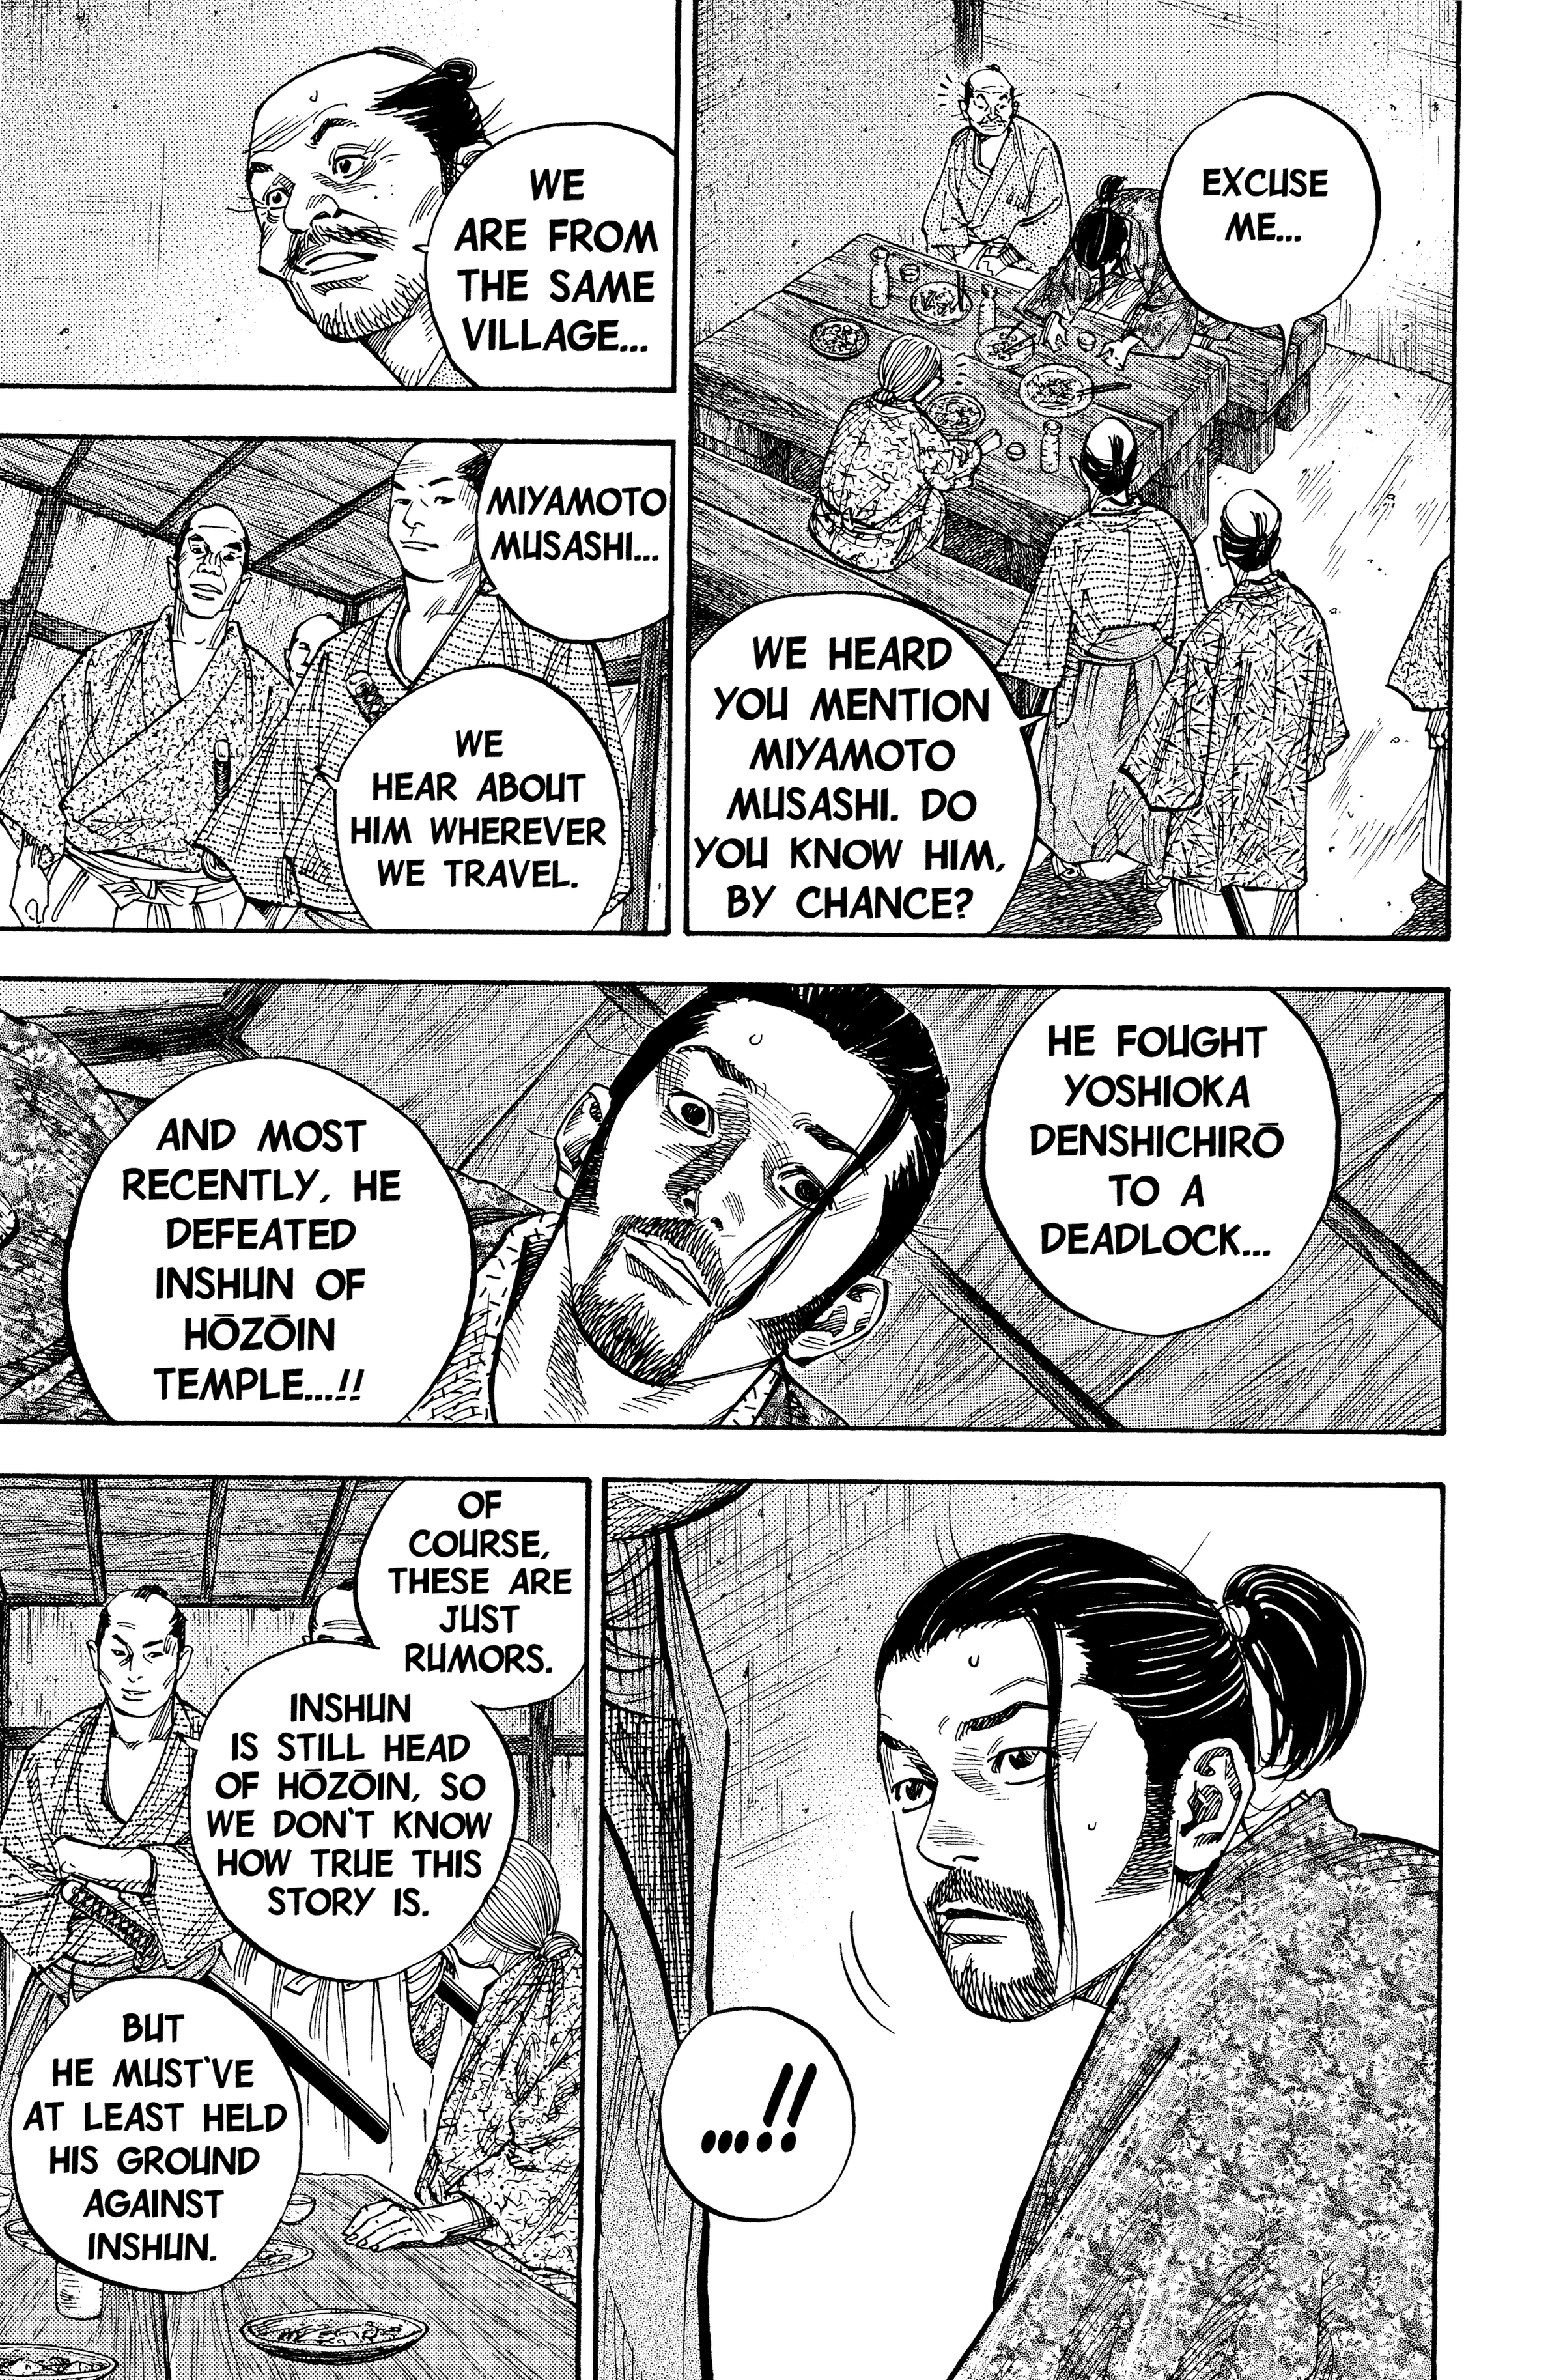 EXCUSE
ME...
WE HEARD
YOU MENTION
MIYAMOTO
MUSASHI. DO
YOU KNOW HIM,
BY CHANCE?
WE
ARE FROM
THE SAME
VILLAGE...
MIYAMOTO
MUSASHI...
WE
HEAR ABOUT
HIM WHEREVER
WE TRAVEL.
HE FOUGHT
YOSHIOKA
DENSHICHIRŌ
TO A
DEADLOCK...
AND MOST
RECENTLY, HE
DEFEATED
INSHUN OF
HŌZŌIN
TEMPLE...!!
...!!
OF
COURSE,
THESE ARE
JUST
RUMORS.
INSHUN
IS STILL HEAD
OF HŌZŌIN, SO
WE DON'T KNOW
HOW TRUE THIS
STORY IS.
BUT
HE MUST'VE
AT LEAST HELD
HIS GROUND
AGAINST
INSHUN.